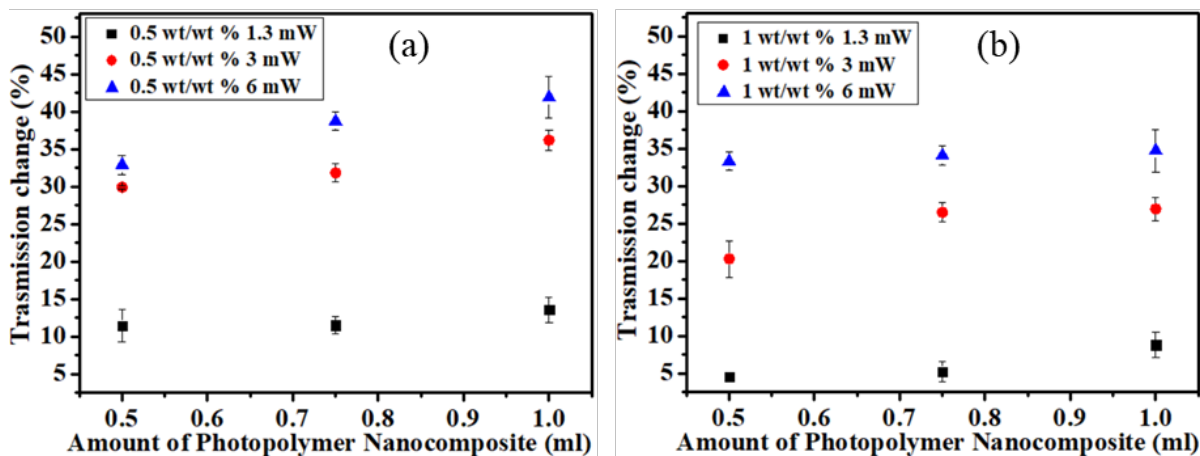 (a)
0.5 wt/wt % 1.3 mW
0.5 wt/wt % 3 mW
0.5 wt/wt % 6 mW
Trasmission change (%)
50
45
40
35
30
25
20
15
10
5
0.5 0.6 0.7 0.8 0.9 1.0
Amount of Photopolymer Nanocomposite (ml)
(b)
1 wt/wt % 1.3 mW
1 wt/wt % 3 mW
1 wt/wt % 6 mW
Trasmission change (%)
50
45
40
35
30
25
20
15
10
5
0.5 0.6 0.7 0.8 0.9 1.0
Amount of Photopolymer Nanocomposite (ml)